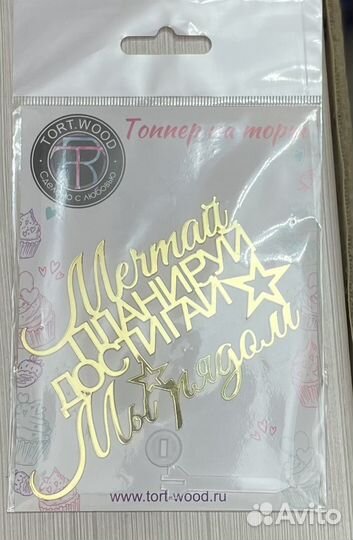 TORT.WOOD
СДЕЛАНО С ЛЮБОВЬЮ
Топпер на торт
Мечтай
ПЛАНИРУЙ
ДОСТИГАЙ
Мы рядом
www.tort-wood.ru
Avito